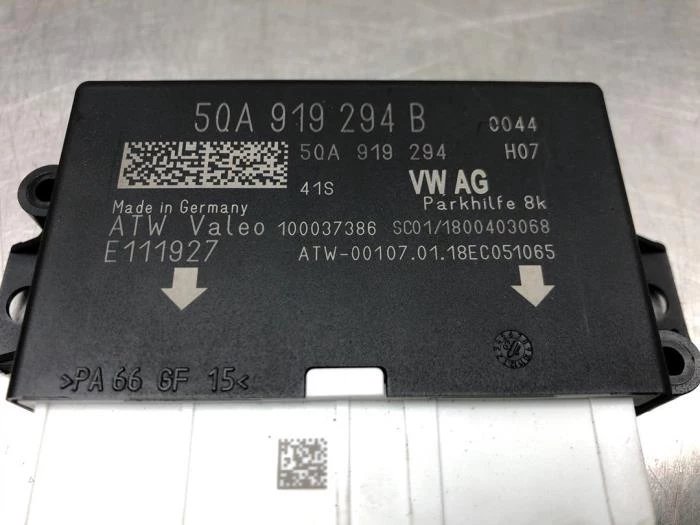 5QA 919 294 B 0044
5QA 919 294 H07
41S VW AG
Parkhilfe 8k
Made in Germany
ATW Valeo 100037386 SC01/1800403068
E111927 ATW-00107.01.18EC051065
>PA 66 GF 15<